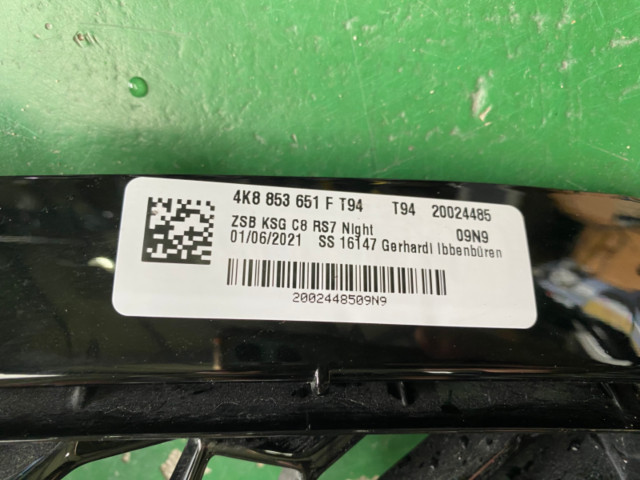 4K8 853 651 F T94 T94 20024485
ZSB KSG C8 RS7 Night 09N9
01/06/2021 SS 16147 Gerhardi Ibbenbüren
2002448509N9